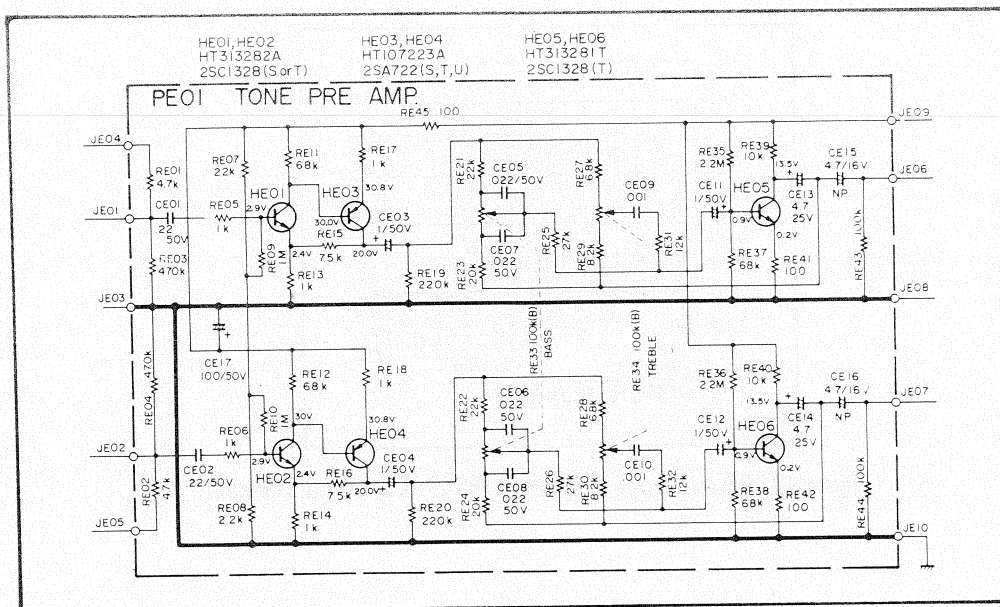 HE01, HE02
HT313282A
2SC1328 (S or T)
HE03, HE04
HT107223A
2SA722 (S,T,U)
HE05, HE06
HT313281T
2SC1328 (T)
PE01 TONE PRE AMP.
RE45 100
JE04
JE09
RE01
4.7k
RE07
22k
RE11
68k
RE17
1k
RE21
22k
CE05
.022/50V
RE27
6.8k
CE09
.001
RE35
2.2M
RE39
10k
13.5V
CE15
4.7/16V
NP
JE06
JE01
CE01
.22
50V
RE05
1k
2.9V
HE01
HE03
30.8V
30.0V
CE03
1/50V
CE11
1/50V
HE05
CE13
4.7
25V
0.9V
0.2V
RE03
470k
RE09
1M
2.4V
RE15
7.5k
20.0V
RE13
1k
RE19
220k
RE23
20k
CE07
.022
50V
RE25
27k
RE29
8.2k
RE31
12k
RE37
68k
RE41
100
RE43
100k
JE03
JE08
CE17
100/50V
RE33 100k(B)
BASS
RE34 100k(B)
TREBLE
RE04
470k
RE12
68k
RE18
1k
RE22
22k
CE06
.022
50V
RE28
6.8k
RE36
2.2M
RE40
10k
13.5V
CE16
4.7/16V
NP
JE07
RE10
1M
30V
30.8V
RE06
1k
HE04
CE12
1/50V
HE06
CE14
4.7
25V
JE02
CE02
.22/50V
2.9V
HE02
2.4V
RE16
7.5k
20.0V
CE04
1/50V
CE10
.001
0.9V
0.2V
RE02
4.7k
RE08
2.2k
RE14
1k
RE20
220k
RE24
20k
CE08
.022
50V
RE26
27k
RE30
8.2k
RE32
12k
RE38
68k
RE42
100
RE44
100k
JE05
JE10